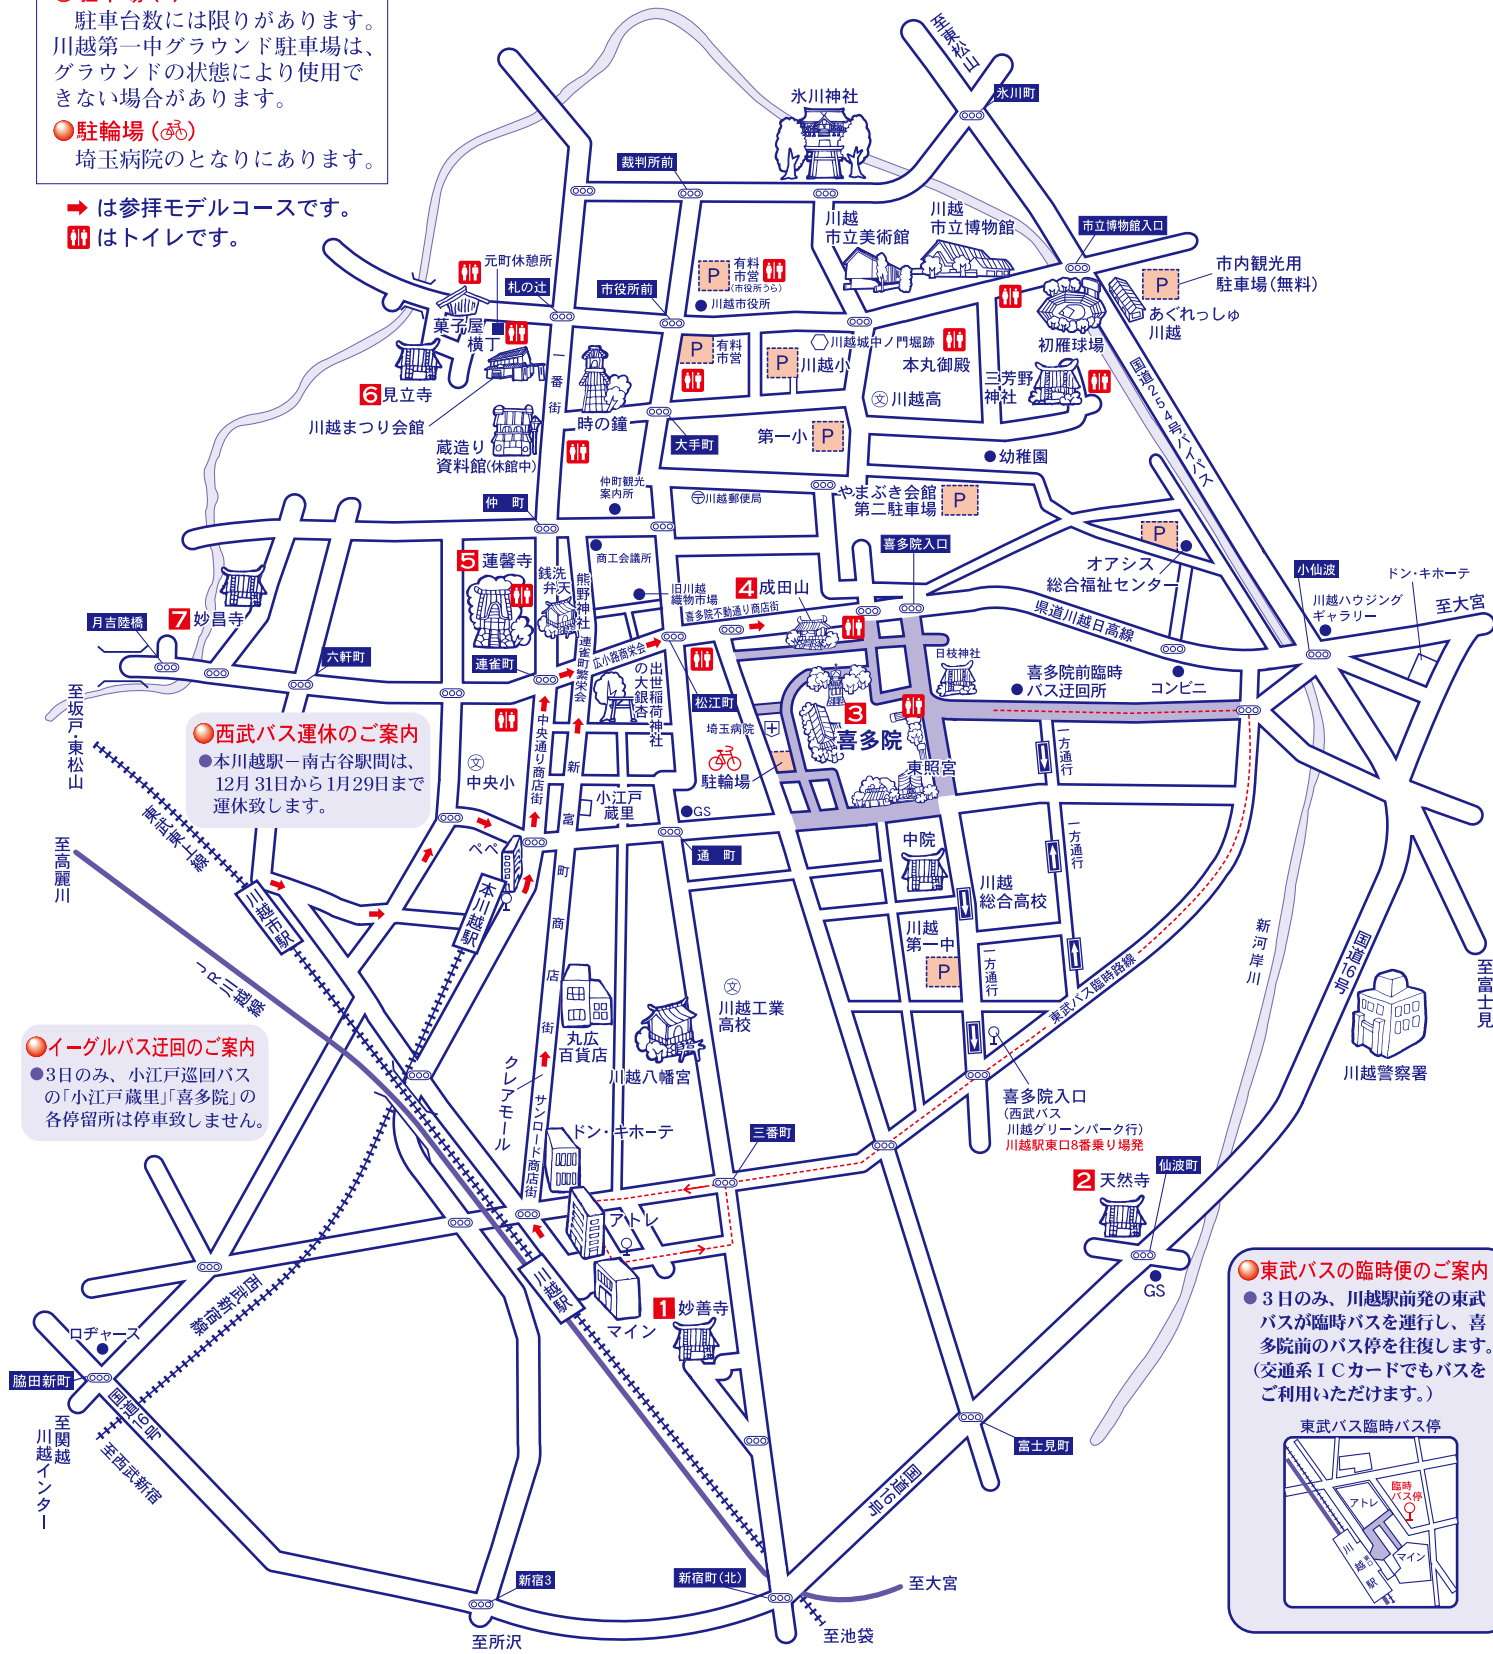 駐車台数には限りがあります。
川越第一中グラウンド駐車場は、
グラウンドの状態により使用で
きない場合があります。
駐輪場(　)
埼玉病院のとなりにあります。
は参拝モデルコースです。
はトイレです。
至東松山
氷川町
氷川神社
裁判所前
川越
市立美術館
川越
市立博物館
市立博物館入口
市内観光用
駐車場(無料)
P
あぐれっしゅ
川越
初雁球場
国道254号バイパス
元町休憩所
札の辻
市役所前
P
有料
市営
(市役所うら)
川越市役所
菓子屋
横丁
6 見立寺
川越まつり会館
一番街
時の鐘
P
有料
市営
P
川越小
川越城中ノ門堀跡
本丸御殿
三芳野
神社
文 川越高
蔵造り
資料館(休館中)
大手町
第一小
P
幼稚園
仲町観光
案内所
川越郵便局
やまぶき会館
第二駐車場
P
仲　町
喜多院入口
P
オアシス
総合福祉センター
小仙波
ドン・キホーテ
川越ハウジング
ギャラリー
至大宮
県道川越日高線
5 蓮馨寺
銭洗
弁天
熊野神社
商工会議所
旧川越
織物市場
4 成田山
喜多院不動通り商店街
7 妙昌寺
月吉陸橋
六軒町
連雀町
連雀町繁栄会
広小路商栄会
出世稲荷神社
の大銀杏
松江町
日枝神社
喜多院前臨時
バス迂回所
コンビニ
至坂戸・東松山
西武バス運休のご案内
本川越駅－南古谷駅間は、
12月31日から1月29日まで
運休致します。
文
中央小
中央通り商店街
埼玉病院
駐輪場
3
喜多院
東照宮
一方通行
東武東上線
至高麗川
ペペ
新富町商店街
小江戸
蔵里
GS
通　町
中院
川越
総合高校
一方通行
川越市駅
本川越駅
川越
第一中
P
一方通行
新河岸川
国道16号
至富士見
JR川越線
丸広
百貨店
文
川越工業
高校
東武バス臨時路線
川越警察署
イーグルバス迂回のご案内
3日のみ、小江戸巡回バス
の「小江戸蔵里」「喜多院」の
各停留所は停車致しません。
クレアモール
サンロード商店街
川越八幡宮
喜多院入口
(西武バス
川越グリーンパーク行)
川越駅東口8番乗り場発
ドン・キホーテ
三番町
2 天然寺
仙波町
GS
アトレ
川越駅
マイン
1 妙善寺
西武新宿線
ロヂャース
脇田新町
国道16号
至関越
川越インター
至西武新宿
富士見町
国道16号
東武バスの臨時便のご案内
3日のみ、川越駅前発の東武
バスが臨時バスを運行し、喜
多院前のバス停を往復します。
(交通系ＩＣカードでもバスを
ご利用いただけます。)
東武バス臨時バス停
アトレ
臨時
バス停
川越駅
東口
マイン
新宿3
新宿町(北)
至大宮
至所沢
至池袋